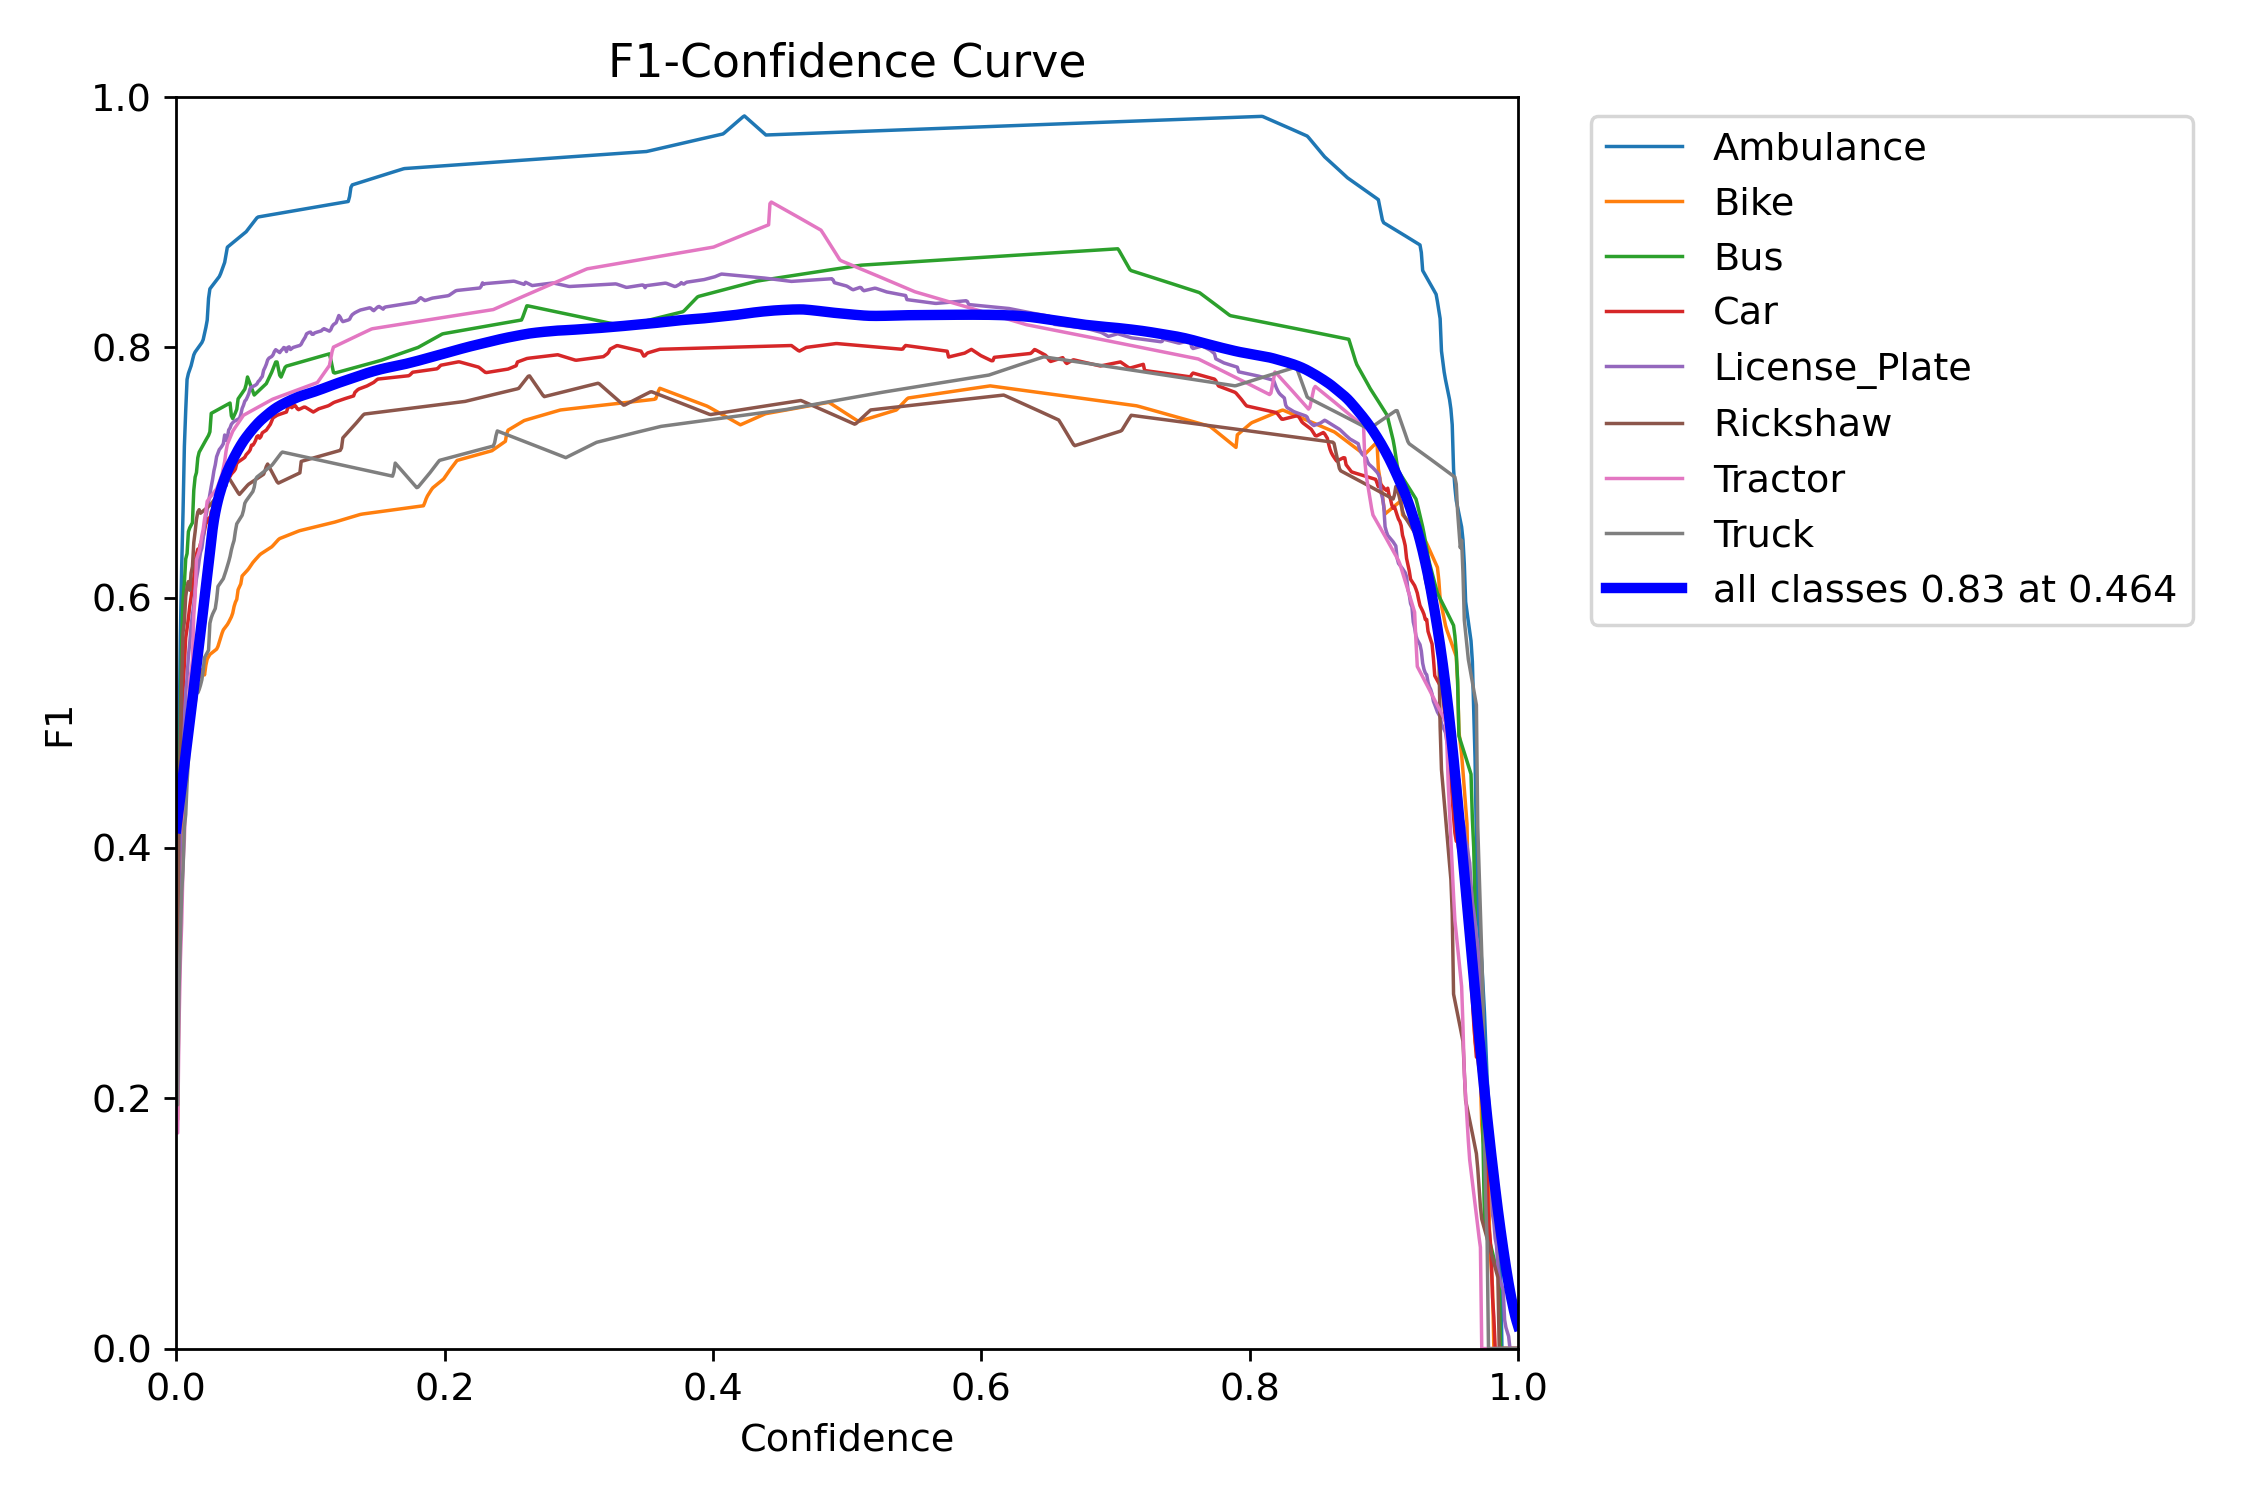 F1-Confidence Curve
1.0
0.8
0.6
0.4
0.2
0.0
F1
0.0 0.2 0.4 0.6 0.8 1.0
Confidence
Ambulance
Bike
Bus
Car
License_Plate
Rickshaw
Tractor
Truck
all classes 0.83 at 0.464